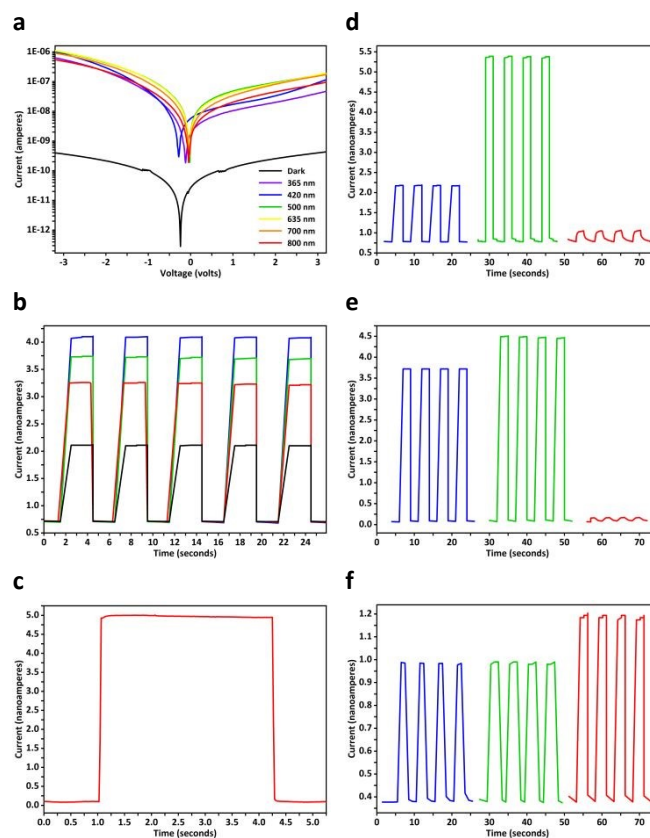 a
1E-06
1E-07
1E-08
1E-09
1E-10
1E-11
1E-12
Current (amperes)
Dark
365 nm
420 nm
500 nm
635 nm
700 nm
800 nm
-3 -2 -1 0 1 2 3
Voltage (volts)
b
4.0
3.5
3.0
2.5
2.0
1.5
1.0
0.5
Current (nanoamperes)
0 2 4 6 8 10 12 14 16 18 20 22 24
Time (seconds)
c
5.0
4.5
4.0
3.5
3.0
2.5
2.0
1.5
1.0
0.5
0.0
Current (nanoamperes)
0.0 0.5 1.0 1.5 2.0 2.5 3.0 3.5 4.0 4.5 5.0
Time (seconds)
d
5.5
5.0
4.5
4.0
3.5
3.0
2.5
2.0
1.5
1.0
0.5
Current (nanoamperes)
0 10 20 30 40 50 60 70
Time (seconds)
e
4.5
4.0
3.5
3.0
2.5
2.0
1.5
1.0
0.5
0.0
Current (nanoamperes)
0 10 20 30 40 50 60 70
Time (seconds)
f
1.2
1.1
1.0
0.9
0.8
0.7
0.6
0.5
0.4
Current (nanoamperes)
0 10 20 30 40 50 60 70
Time (seconds)